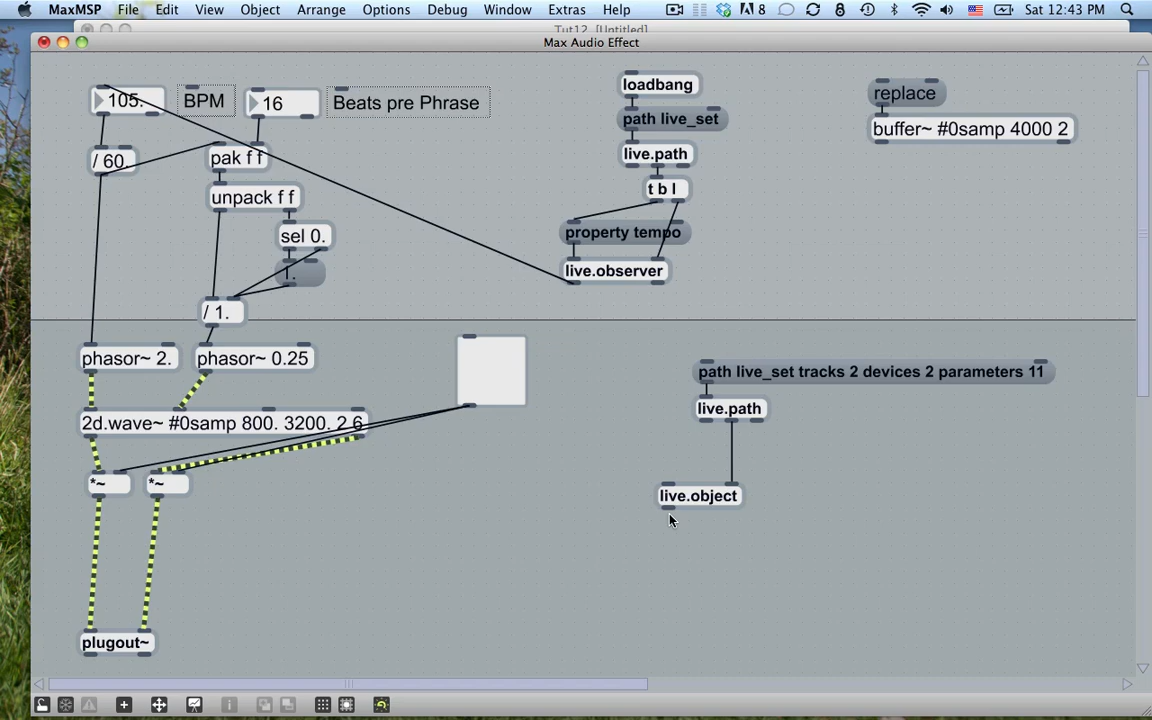 MaxMSP File Edit View Object Arrange Options Debug Window Extras Help 8 Sat 12:43 PM
Tut12 [Untitled]
Max Audio Effect
105. BPM 16 Beats pre Phrase
/ 60.
pak f f
unpack f f
sel 0.
1.
/ 1.
loadbang
path live_set
live.path
t b l
property tempo
live.observer
replace
buffer~ #0samp 4000 2
phasor~ 2. phasor~ 0.25
2d.wave~ #0samp 800. 3200. 2 6
*~ *~
plugout~
path live_set tracks 2 devices 2 parameters 11
live.path
live.object